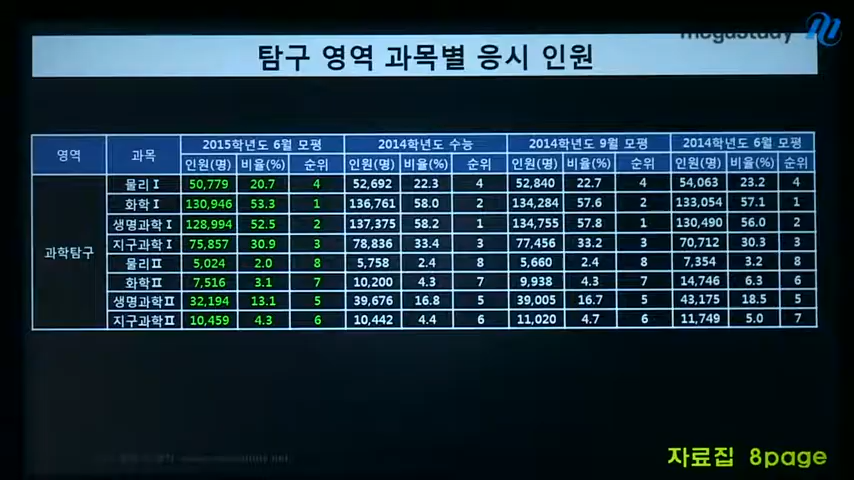 megastudy
탐구 영역 과목별 응시 인원
영역 과목 2015학년도 6월 모평 2014학년도 수능 2014학년도 9월 모평 2014학년도 6월 모평
인원(명) 비율(%) 순위 인원(명) 비율(%) 순위 인원(명) 비율(%) 순위 인원(명) 비율(%) 순위
과학탐구
물리Ⅰ 50,779 20.7 4 52,692 22.3 4 52,840 22.7 4 54,063 23.2 4
화학Ⅰ 130,946 53.3 1 136,761 58.0 2 134,284 57.6 2 133,054 57.1 1
생명과학Ⅰ 128,994 52.5 2 137,375 58.2 1 134,755 57.8 1 130,490 56.0 2
지구과학Ⅰ 75,857 30.9 3 78,836 33.4 3 77,456 33.2 3 70,712 30.3 3
물리Ⅱ 5,024 2.0 8 5,758 2.4 8 5,660 2.4 8 7,354 3.2 8
화학Ⅱ 7,516 3.1 7 10,200 4.3 7 9,938 4.3 7 14,746 6.3 6
생명과학Ⅱ 32,194 13.1 5 39,676 16.8 5 39,005 16.7 5 43,175 18.5 5
지구과학Ⅱ 10,459 4.3 6 10,442 4.4 6 11,020 4.7 6 11,749 5.0 7
자료집 8page